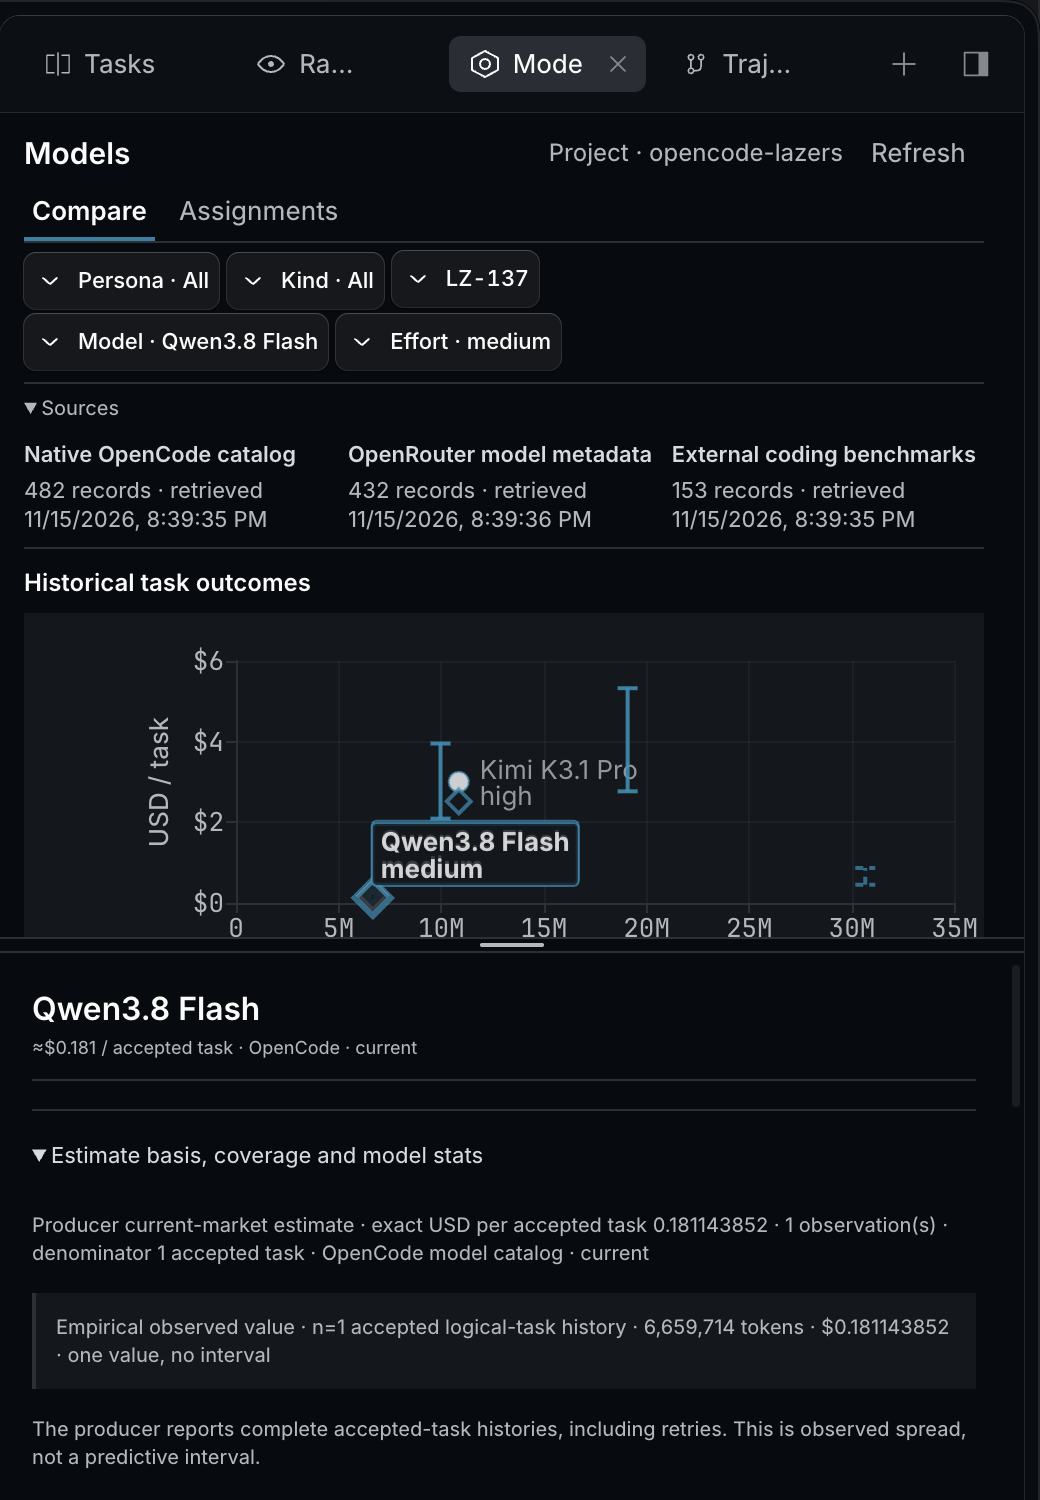 Tasks
Ra...
Mode
Traj...
Models
Project · opencode-lazers
Refresh
Compare
Assignments
Persona · All
Kind · All
LZ-137
Model · Qwen3.8 Flash
Effort · medium
Sources
Native OpenCode catalog
482 records · retrieved
11/15/2026, 8:39:35 PM
OpenRouter model metadata
432 records · retrieved
11/15/2026, 8:39:36 PM
External coding benchmarks
153 records · retrieved
11/15/2026, 8:39:35 PM
Historical task outcomes
USD / task
$6
$4
$2
$0
Kimi K3.1 Pro
high
Qwen3.8 Flash
medium
0
5M
10M
15M
20M
25M
30M
35M
Qwen3.8 Flash
≈$0.181 / accepted task · OpenCode · current
Estimate basis, coverage and model stats
Producer current-market estimate · exact USD per accepted task 0.181143852 · 1 observation(s) ·
denominator 1 accepted task · OpenCode model catalog · current
Empirical observed value · n=1 accepted logical-task history · 6,659,714 tokens · $0.181143852
· one value, no interval
The producer reports complete accepted-task histories, including retries. This is observed spread,
not a predictive interval.